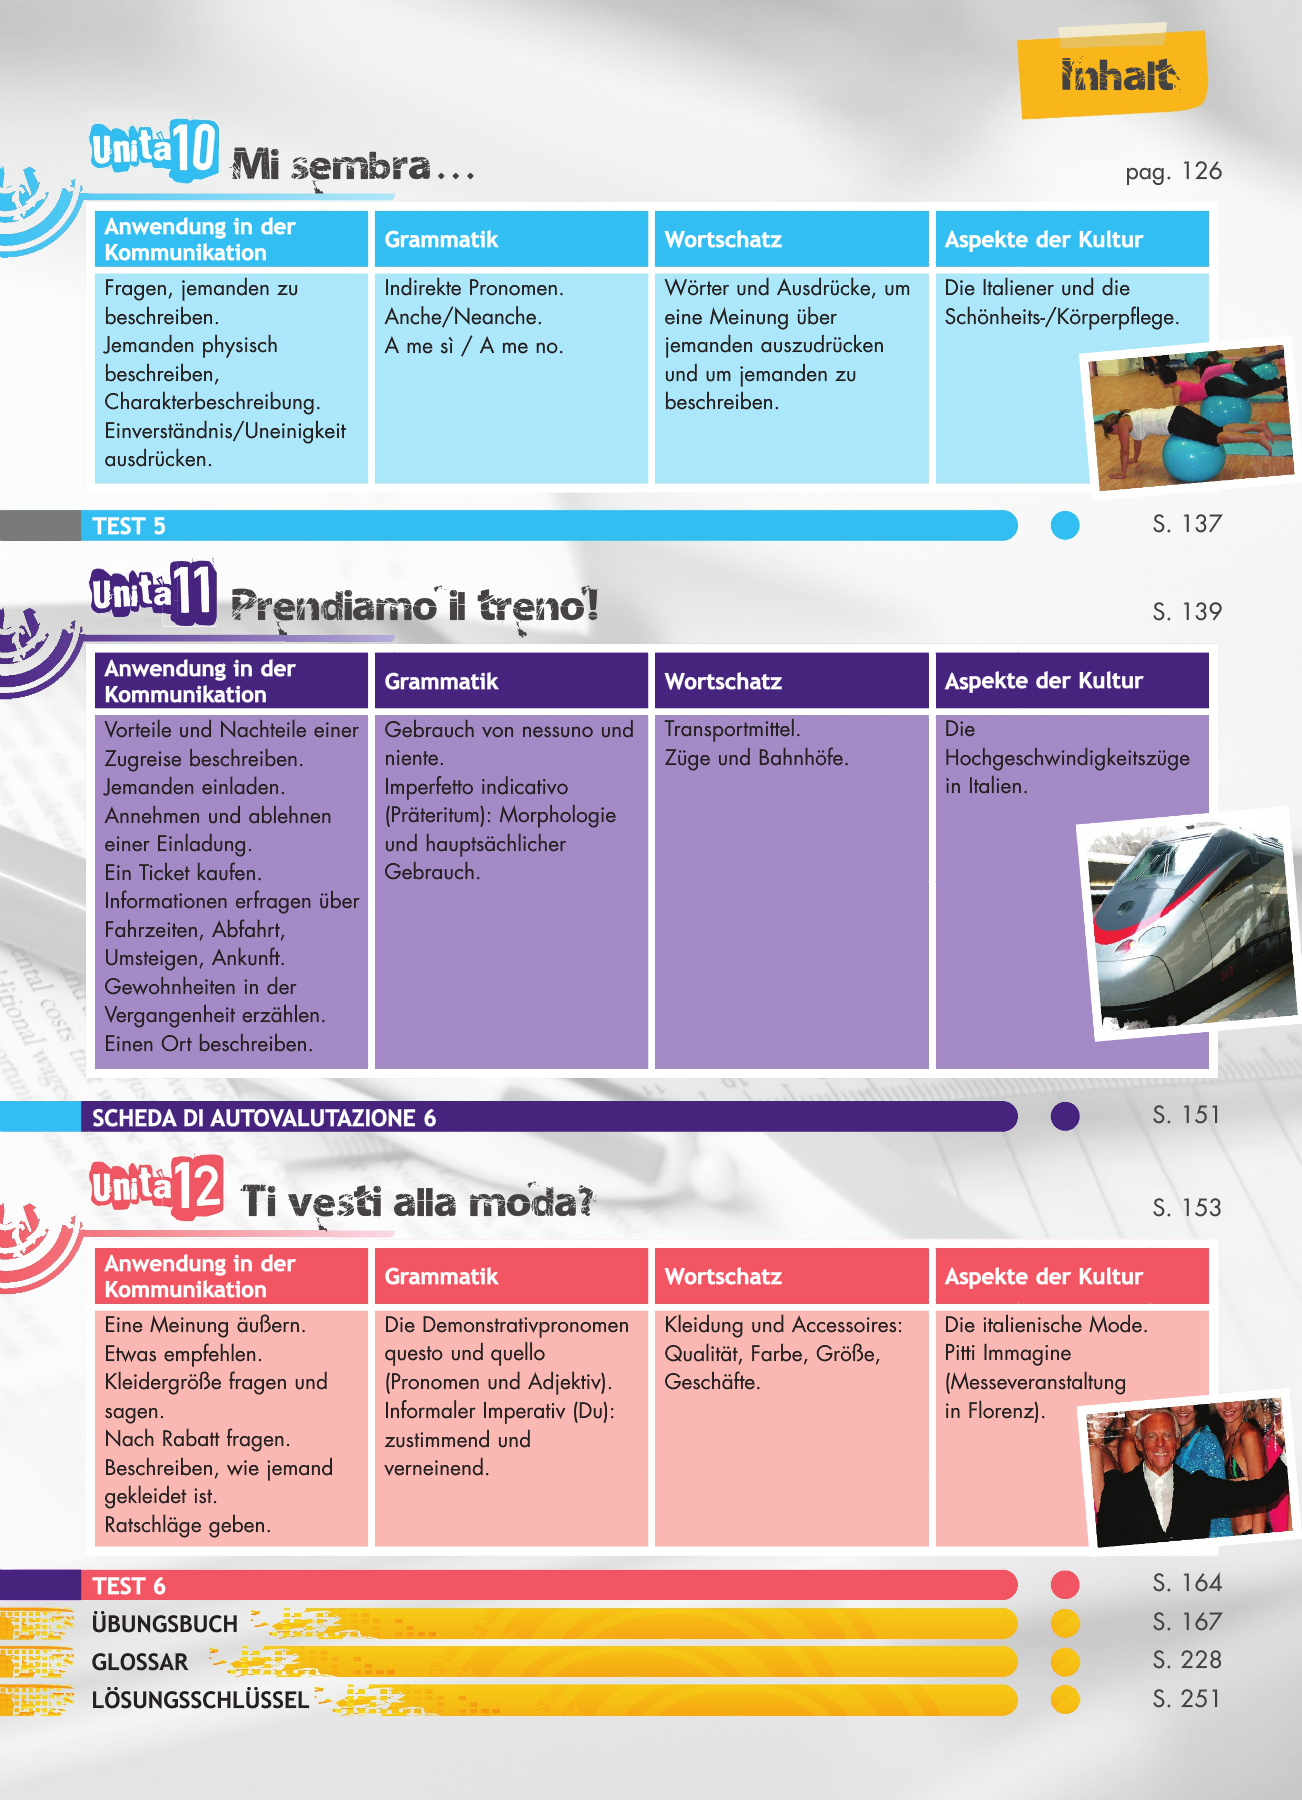 Inhalt
Unità 10 Mi sembra...
pag. 126
Anwendung in der
Kommunikation
Fragen, jemanden zu
beschreiben.
Jemanden physisch
beschreiben,
Charakterbeschreibung.
Einverständnis/Uneinigkeit
ausdrücken.
Grammatik
Indirekte Pronomen.
Anche/Neanche.
A me sì / A me no.
Wortschatz
Wörter und Ausdrücke, um
eine Meinung über
jemanden auszudrücken
und um jemanden zu
beschreiben.
Aspekte der Kultur
Die Italiener und die
Schönheits-/Körperpflege.
TEST 5
S. 137
Unità 11 Prendiamo il treno!
S. 139
Anwendung in der
Kommunikation
Vorteile und Nachteile einer
Zugreise beschreiben.
Jemanden einladen.
Annehmen und ablehnen
einer Einladung.
Ein Ticket kaufen.
Informationen erfragen über
Fahrzeiten, Abfahrt,
Umsteigen, Ankunft.
Gewohnheiten in der
Vergangenheit erzählen.
Einen Ort beschreiben.
Grammatik
Gebrauch von nessuno und
niente.
Imperfetto indicativo
(Präteritum): Morphologie
und hauptsächlicher
Gebrauch.
Wortschatz
Transportmittel.
Züge und Bahnhöfe.
Aspekte der Kultur
Die
Hochgeschwindigkeitszüge
in Italien.
SCHEDA DI AUTOVALUTAZIONE 6
S. 151
Unità 12 Ti vesti alla moda?
S. 153
Anwendung in der
Kommunikation
Eine Meinung äußern.
Etwas empfehlen.
Kleidergröße fragen und
sagen.
Nach Rabatt fragen.
Beschreiben, wie jemand
gekleidet ist.
Ratschläge geben.
Grammatik
Die Demonstrativpronomen
questo und quello
(Pronomen und Adjektiv).
Informaler Imperativ (Du):
zustimmend und
verneinend.
Wortschatz
Kleidung und Accessoires:
Qualität, Farbe, Größe,
Geschäfte.
Aspekte der Kultur
Die italienische Mode.
Pitti Immagine
(Messeveranstaltung
in Florenz).
TEST 6
S. 164
ÜBUNGSBUCH
S. 167
GLOSSAR
S. 228
LÖSUNGSSCHLÜSSEL
S. 251